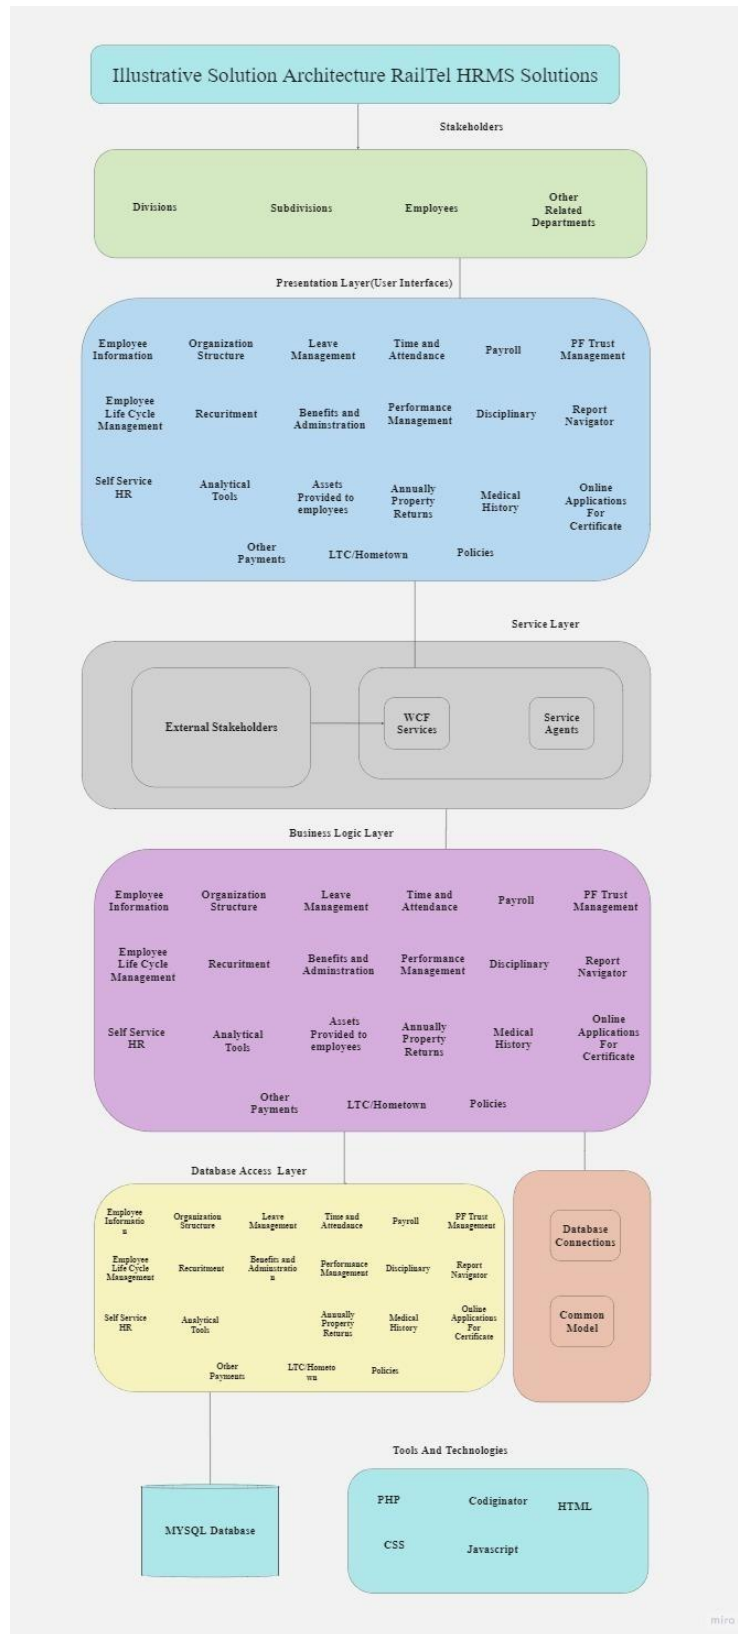 Illustrative Solution Architecture RailTel HRMS Solutions
Stakeholders
Divisions
Subdivisions
Employees
Other
Related
Departments
Presentation Layer(User Interfaces)
Employee
Information
Organization
Structure
Leave
Management
Time and
Attendance
Payroll
PF Trust
Management
Employee
Life Cycle
Management
Recuritment
Benefits and
Adminstration
Performance
Management
Disciplinary
Report
Navigator
Self Service
HR
Analytical
Tools
Assets
Provided to
employees
Annually
Property
Returns
Medical
History
Online
Applications
For
Certificate
Other
Payments
LTC/Hometown
Policies
Service Layer
External Stakeholders
WCF
Services
Service
Agents
Business Logic Layer
Employee
Information
Organization
Structure
Leave
Management
Time and
Attendance
Payroll
PF Trust
Management
Employee
Life Cycle
Management
Recuritment
Benefits and
Adminstration
Performance
Management
Disciplinary
Report
Navigator
Self Service
HR
Analytical
Tools
Assets
Provided to
employees
Annually
Property
Returns
Medical
History
Online
Applications
For
Certificate
Other
Payments
LTC/Hometown
Policies
Database Access Layer
Employee
Informatio
n
Organization
Structure
Leave
Management
Time and
Attendance
Payroll
PF Trust
Management
Employee
Life Cycle
Management
Recuritment
Benefits and
Adminstratio
n
Performance
Management
Disciplinary
Report
Navigator
Self Service
HR
Analytical
Tools
Annually
Property
Returns
Medical
History
Online
Applications
For
Certificate
Other
Payments
LTC/Hometo
wn
Policies
Database
Connections
Common
Model
Tools And Technologies
MYSQL Database
PHP
Codiginator
HTML
CSS
Javascript
miro